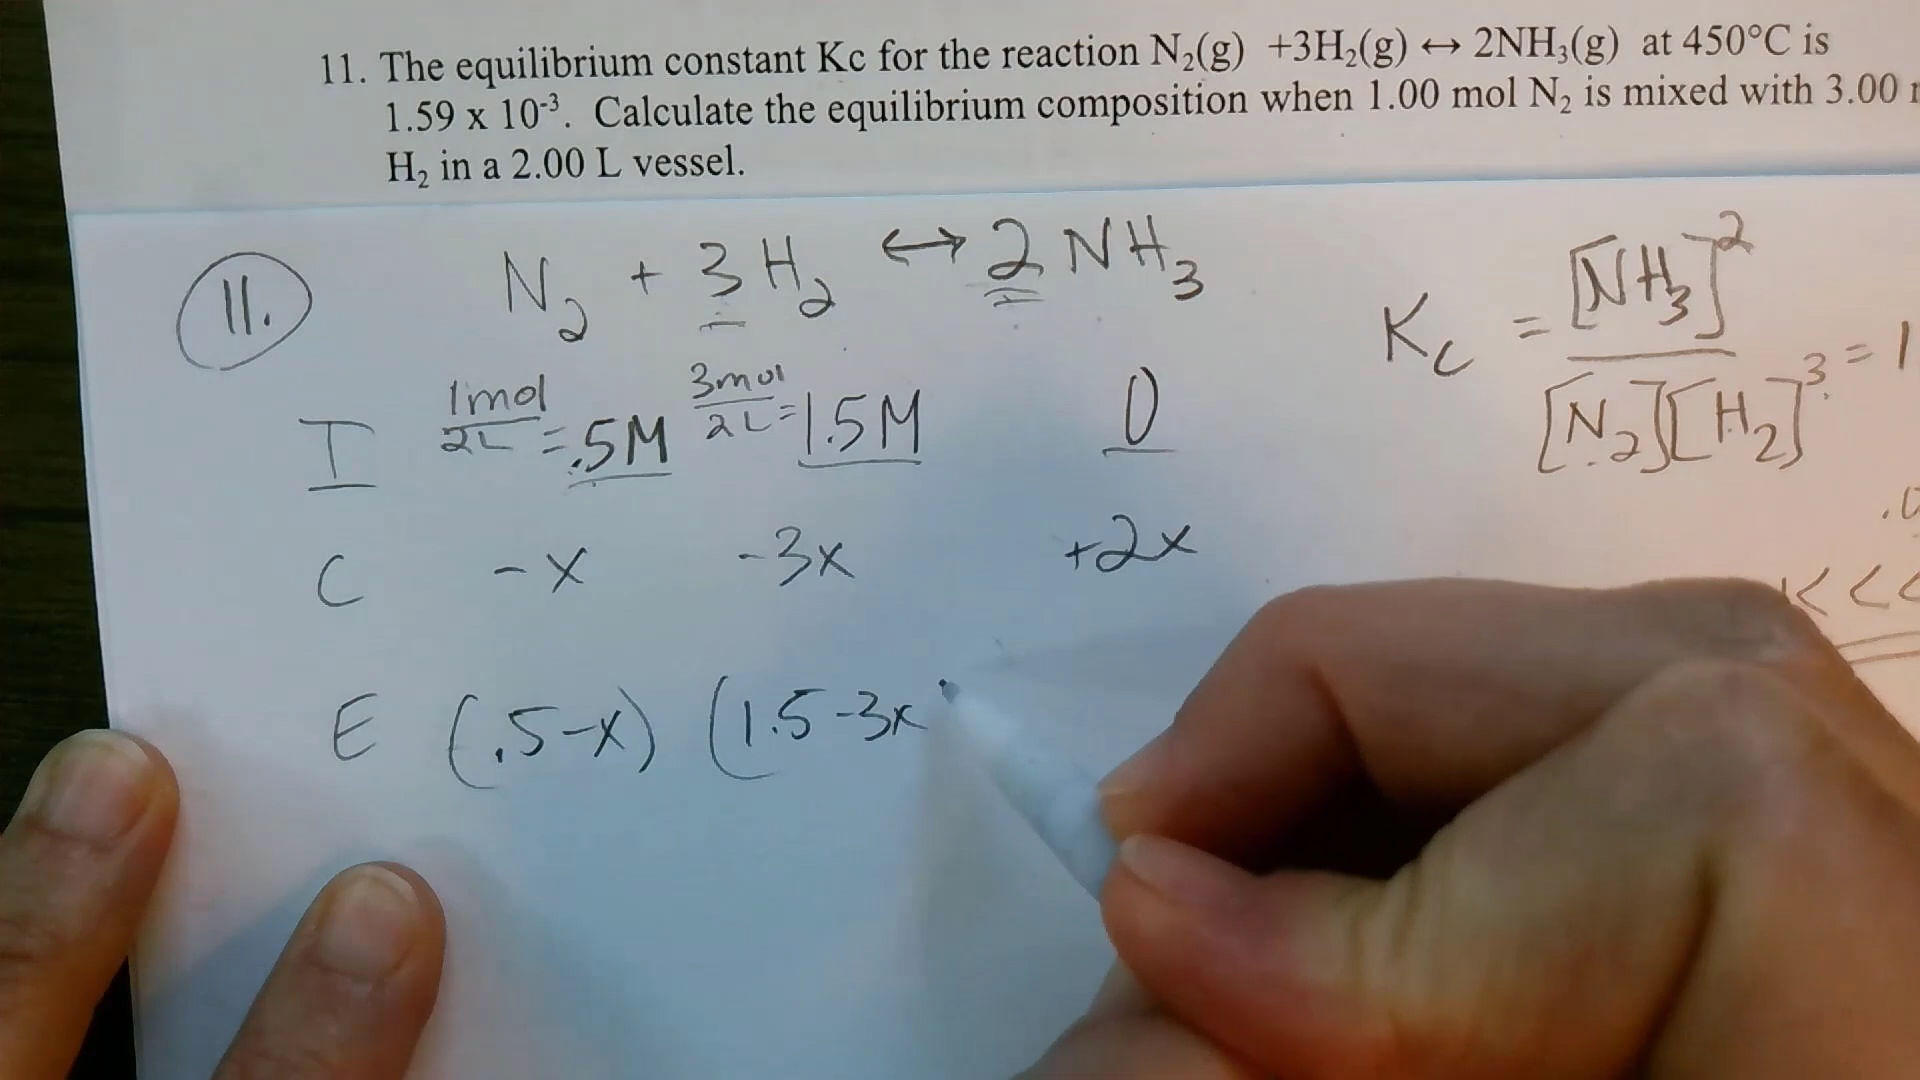 11. The equilibrium constant Kc for the reaction N₂(g) +3H₂(g) ↔ 2NH₃(g) at 450°C is
1.59 x 10⁻³. Calculate the equilibrium composition when 1.00 mol N₂ is mixed with 3.00
H₂ in a 2.00 L vessel.
11. N₂ + 3H₂ ↔ 2NH₃
Kc = [NH₃]² / [N₂][H₂]³ = 1
I 1mol/2L = .5M 3mol/2L = 1.5M 0
C -x -3x +2x
<<<
E (.5-x) (1.5-3x